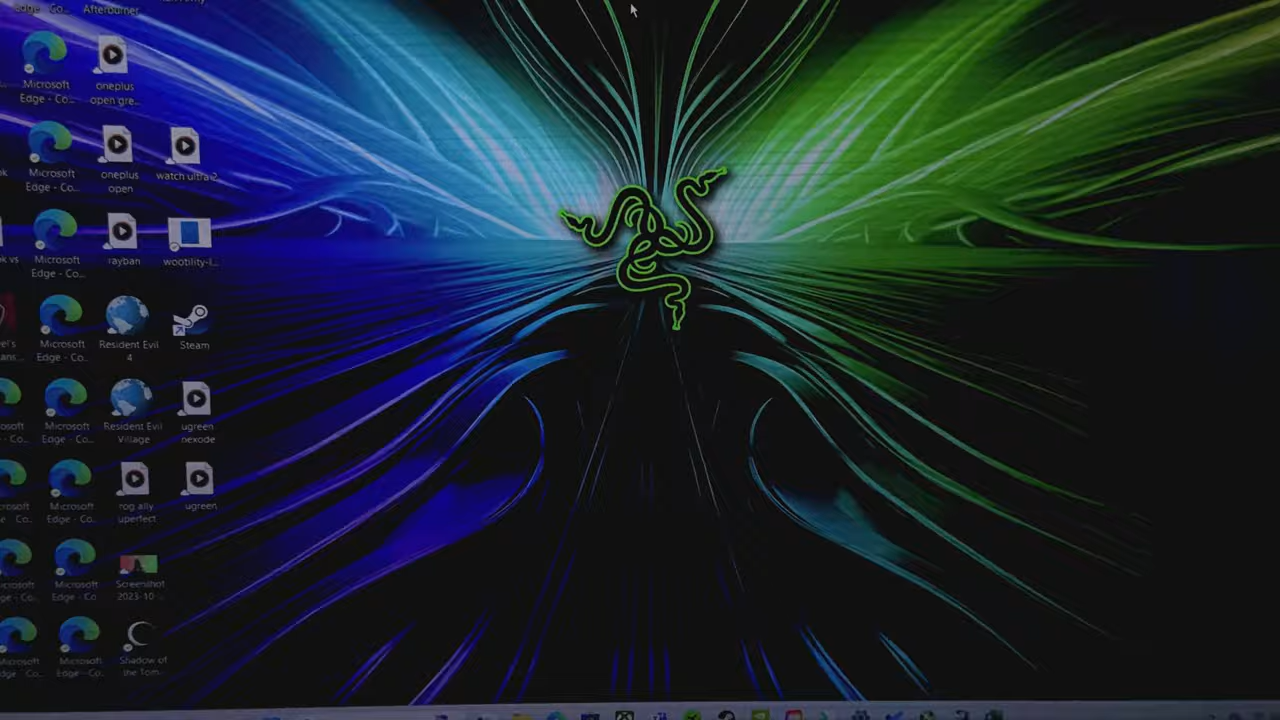 Edge - Co...
Afterburner
Microsoft
Edge - Co...
oneplus
open gre...
Microsoft
Edge - Co...
oneplus
open
watch ultra 2
Microsoft
Edge - Co...
rayban
wootility-l...
Microsoft
Edge - Co...
Resident Evil
4
Steam
Microsoft
Edge - Co...
Resident Evil
Village
ugreen
nexode
Microsoft
Edge - Co...
rog ally
uperfect
ugreen
Microsoft
Edge - Co
Screenshot
2023-10-...
Microsoft
Edge - Co...
Shadow of
the Tom...